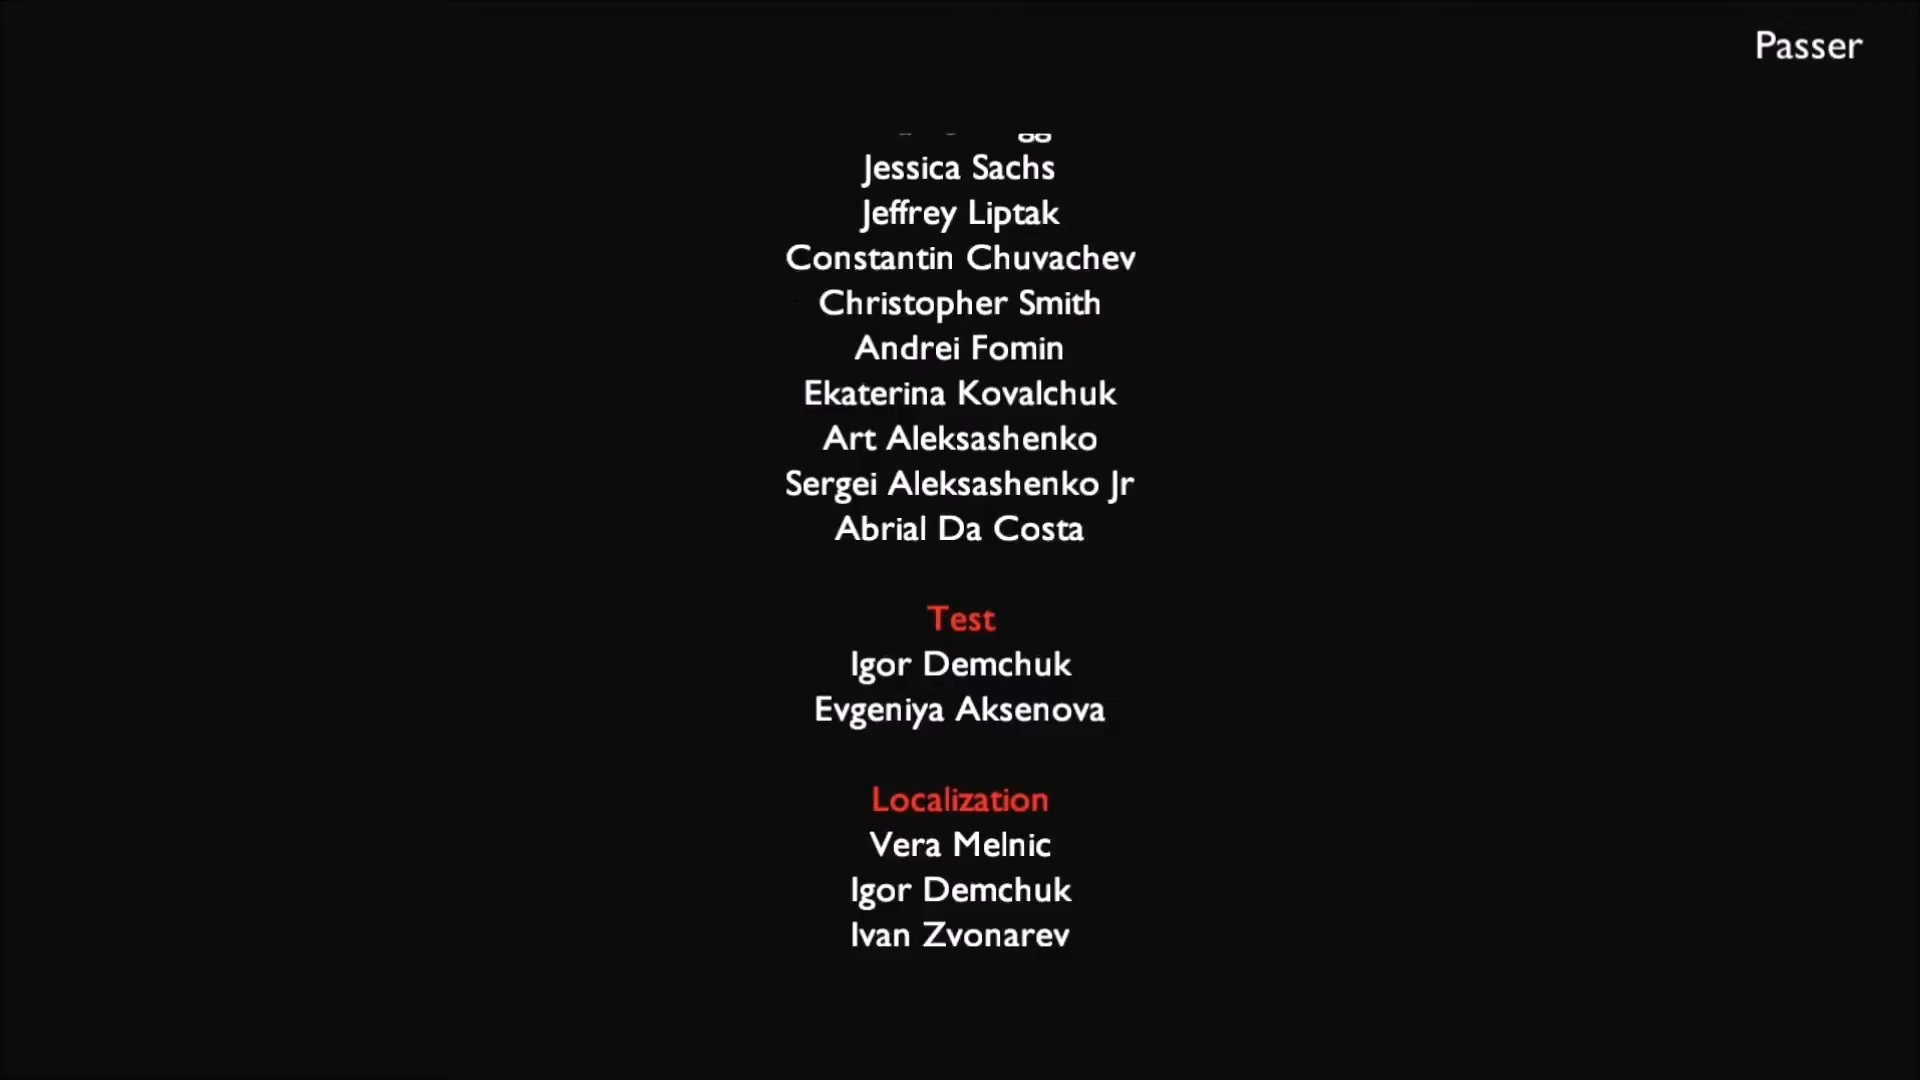 Passer
Jessica Sachs
Jeffrey Liptak
Constantin Chuvachev
Christopher Smith
Andrei Fomin
Ekaterina Kovalchuk
Art Aleksashenko
Sergei Aleksashenko Jr
Abrial Da Costa
Test
Igor Demchuk
Evgeniya Aksenova
Localization
Vera Melnic
Igor Demchuk
Ivan Zvonarev